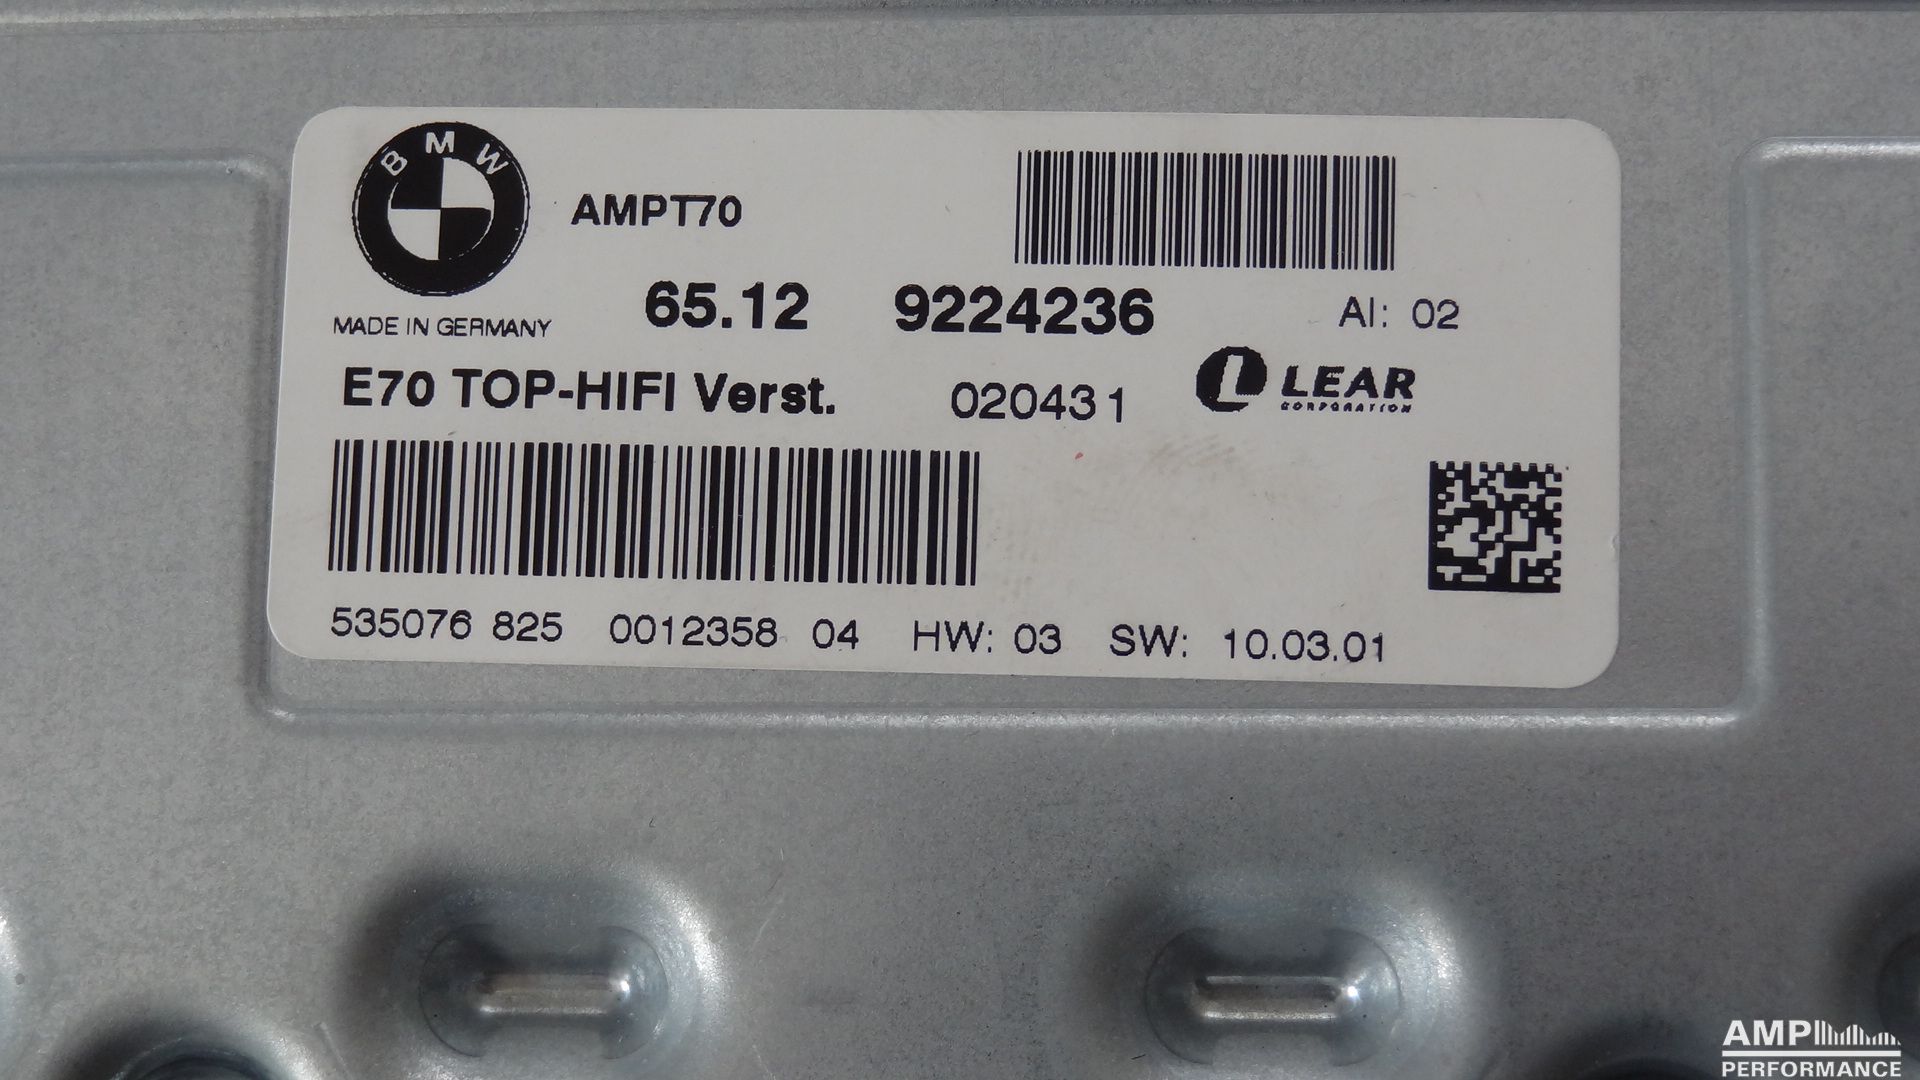 BMW
AMPT70
MADE IN GERMANY
65.12 9224236 AI: 02
E70 TOP-HIFI Verst. 020431 LEAR
CORPORATION
535076 825 0012358 04 HW: 03 SW: 10.03.01
AMP
PERFORMANCE